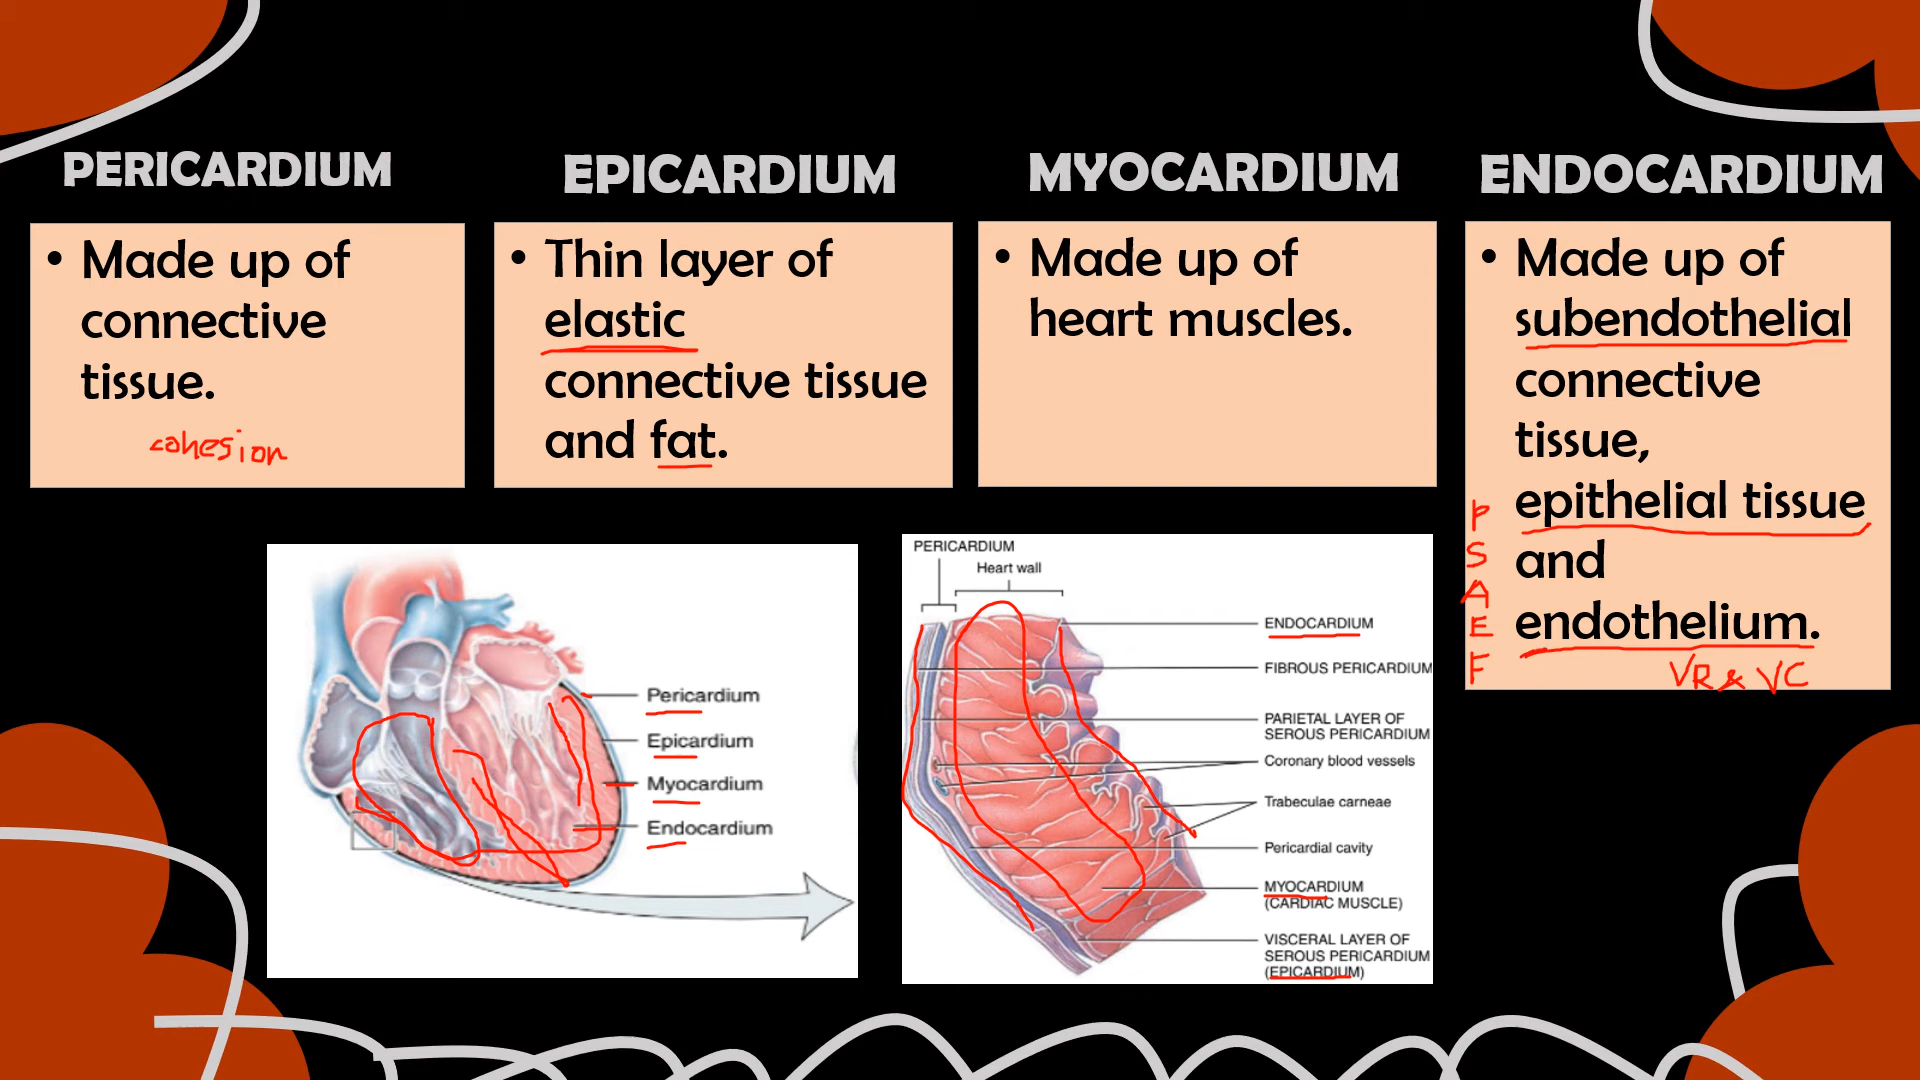 PERICARDIUM
• Made up of
connective
tissue.
cohesion
EPICARDIUM
• Thin layer of
elastic
connective tissue
and fat.
MYOCARDIUM
• Made up of
heart muscles.
ENDOCARDIUM
• Made up of
subendothelial
connective
tissue,
epithelial tissue
and
endothelium.
P
S
A
E
F
VR & VC
Pericardium
Epicardium
Myocardium
Endocardium
PERICARDIUM
Heart wall
ENDOCARDIUM
FIBROUS PERICARDIUM
PARIETAL LAYER OF
SEROUS PERICARDIUM
Coronary blood vessels
Trabeculae carneae
Pericardial cavity
MYOCARDIUM
(CARDIAC MUSCLE)
VISCERAL LAYER OF
SEROUS PERICARDIUM
(EPICARDIUM)